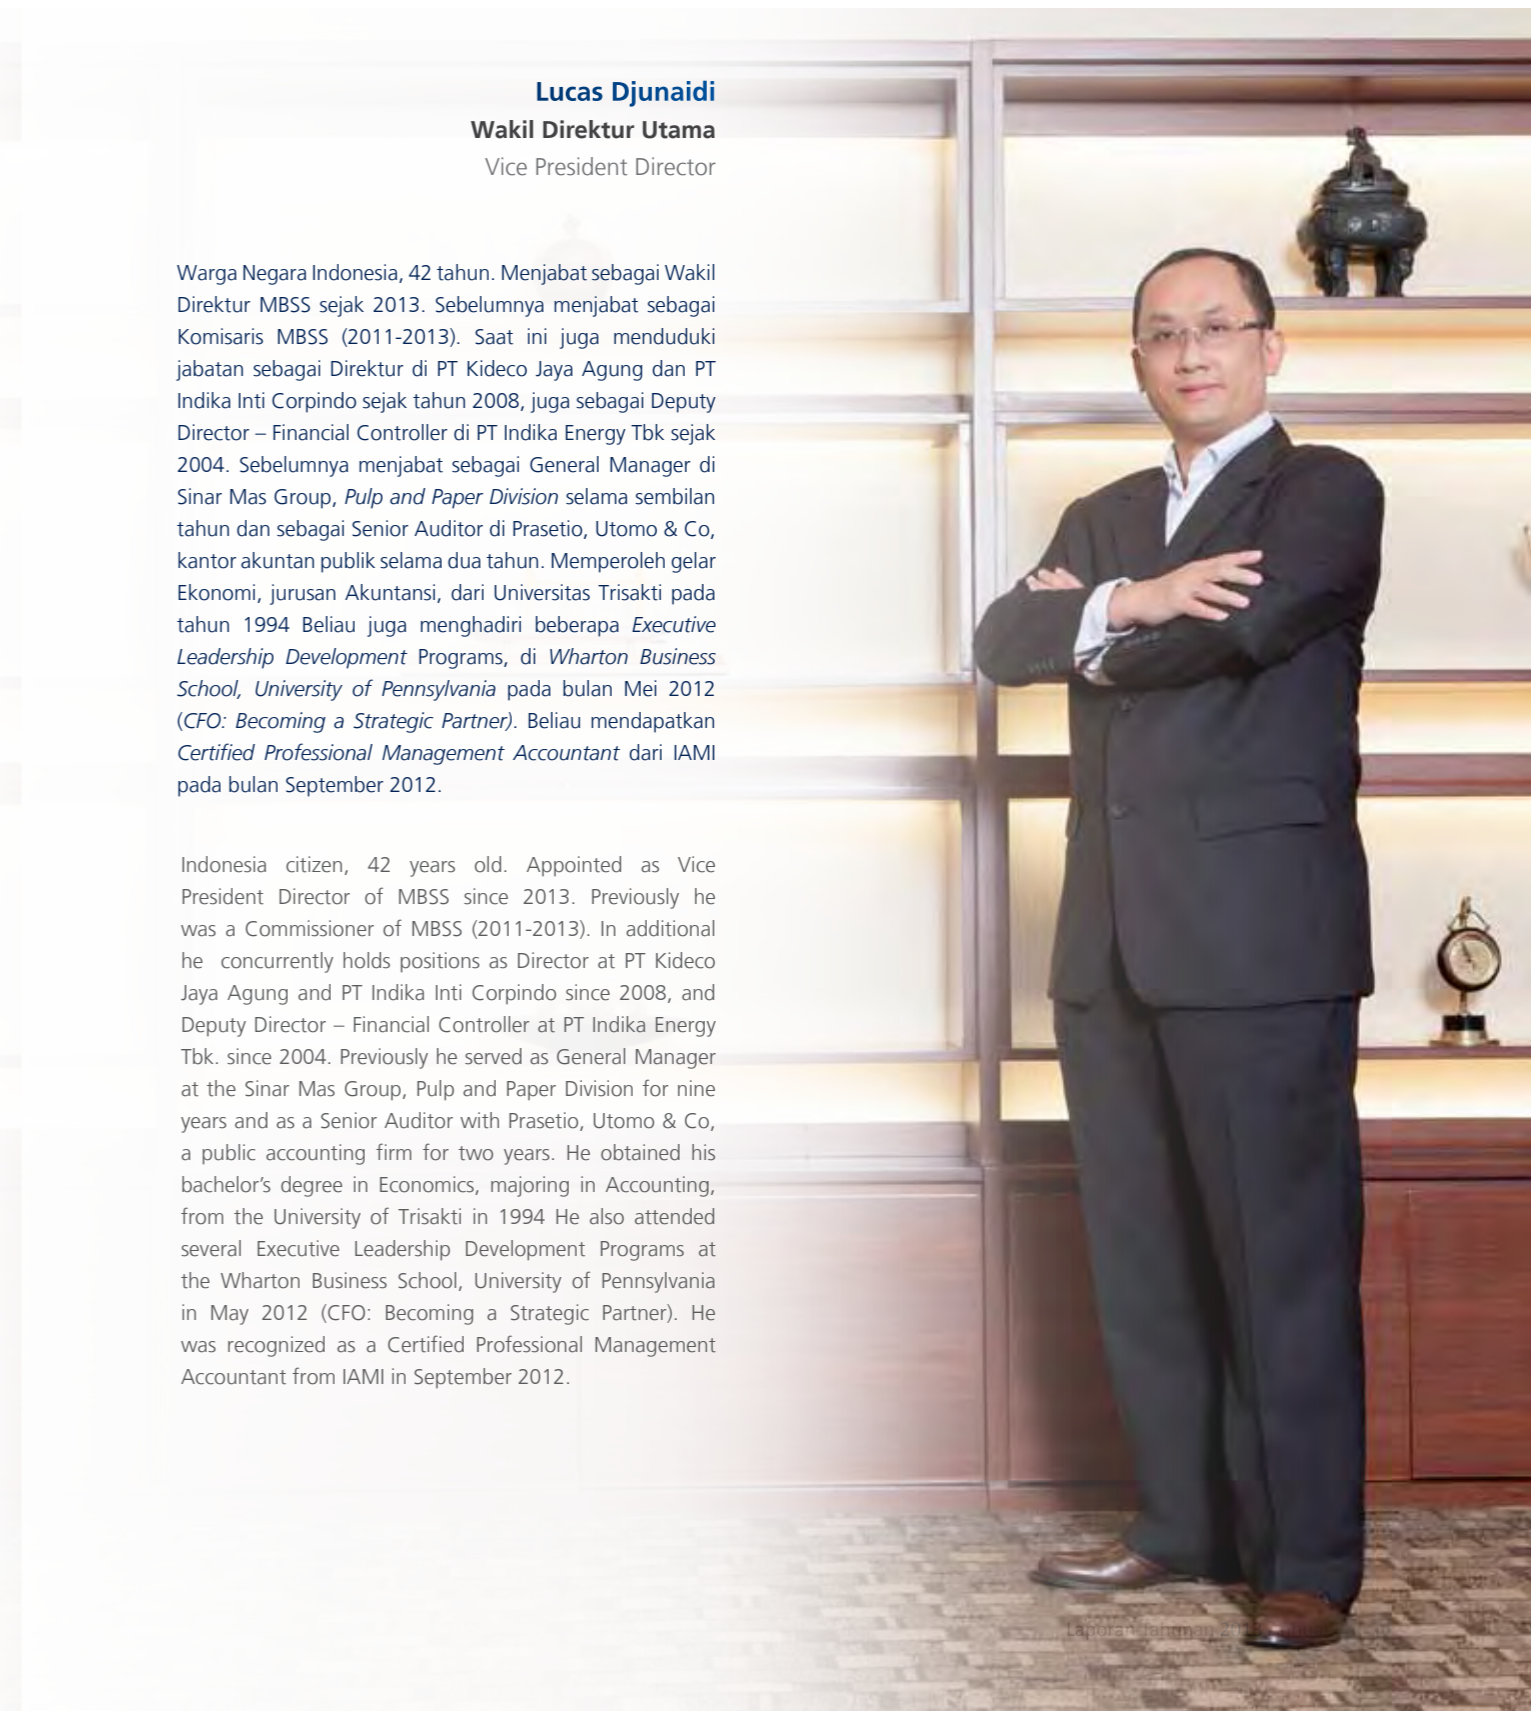 Lucas Djunaidi
Wakil Direktur Utama
Vice President Director
Warga Negara Indonesia, 42 tahun. Menjabat sebagai Wakil
Direktur MBSS sejak 2013. Sebelumnya menjabat sebagai
Komisaris MBSS (2011-2013). Saat ini juga menduduki
jabatan sebagai Direktur di PT Kideco Jaya Agung dan PT
Indika Inti Corpindo sejak tahun 2008, juga sebagai Deputy
Director – Financial Controller di PT Indika Energy Tbk sejak
2004. Sebelumnya menjabat sebagai General Manager di
Sinar Mas Group, Pulp and Paper Division selama sembilan
tahun dan sebagai Senior Auditor di Prasetio, Utomo & Co,
kantor akuntan publik selama dua tahun. Memperoleh gelar
Ekonomi, jurusan Akuntansi, dari Universitas Trisakti pada
tahun 1994 Beliau juga menghadiri beberapa Executive
Leadership Development Programs, di Wharton Business
School, University of Pennsylvania pada bulan Mei 2012
(CFO: Becoming a Strategic Partner). Beliau mendapatkan
Certified Professional Management Accountant dari IAMI
pada bulan September 2012.
Indonesia citizen, 42 years old. Appointed as Vice
President Director of MBSS since 2013. Previously he
was a Commissioner of MBSS (2011-2013). In additional
he concurrently holds positions as Director at PT Kideco
Jaya Agung and PT Indika Inti Corpindo since 2008, and
Deputy Director – Financial Controller at PT Indika Energy
Tbk. since 2004. Previously he served as General Manager
at the Sinar Mas Group, Pulp and Paper Division for nine
years and as a Senior Auditor with Prasetio, Utomo & Co,
a public accounting firm for two years. He obtained his
bachelor’s degree in Economics, majoring in Accounting,
from the University of Trisakti in 1994 He also attended
several Executive Leadership Development Programs at
the Wharton Business School, University of Pennsylvania
in May 2012 (CFO: Becoming a Strategic Partner). He
was recognized as a Certified Professional Management
Accountant from IAMI in September 2012.
Laporan Tahunan